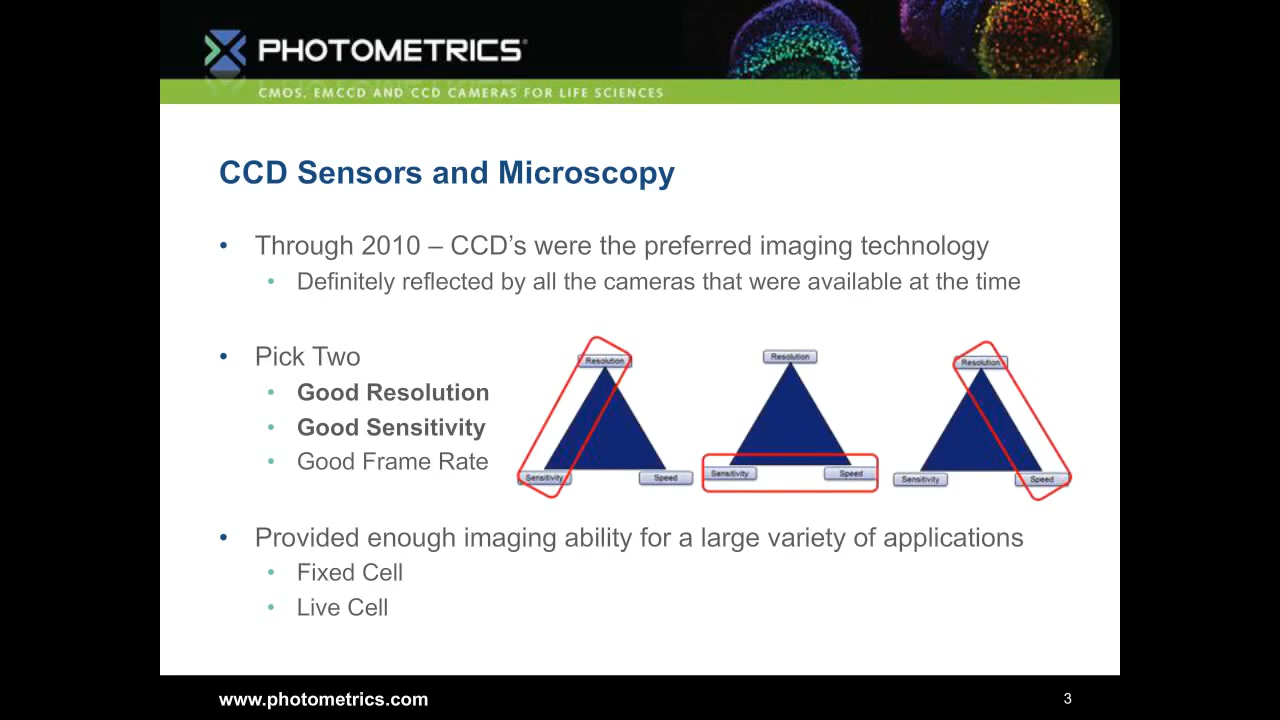 PHOTOMETRICS®
CMOS, EMCCD AND CCD CAMERAS FOR LIFE SCIENCES
CCD Sensors and Microscopy
• Through 2010 – CCD’s were the preferred imaging technology
• Definitely reflected by all the cameras that were available at the time
• Pick Two
• Good Resolution
• Good Sensitivity
• Good Frame Rate
Resolution
Sensitivity
Speed
Resolution
Sensitivity
Speed
Resolution
Sensitivity
Speed
• Provided enough imaging ability for a large variety of applications
• Fixed Cell
• Live Cell
www.photometrics.com
3